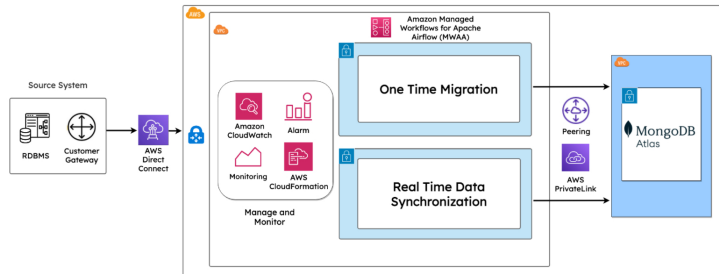 AWS
VPC
Amazon Managed
Workflows for Apache
Airflow (MWAA)
Source System
RDBMS
Customer
Gateway
AWS
Direct
Connect
Amazon
CloudWatch
Alarm
Monitoring
AWS
CloudFormation
Manage and
Monitor
One Time Migration
Real Time Data
Synchronization
Peering
AWS
PrivateLink
VPC
MongoDB
Atlas